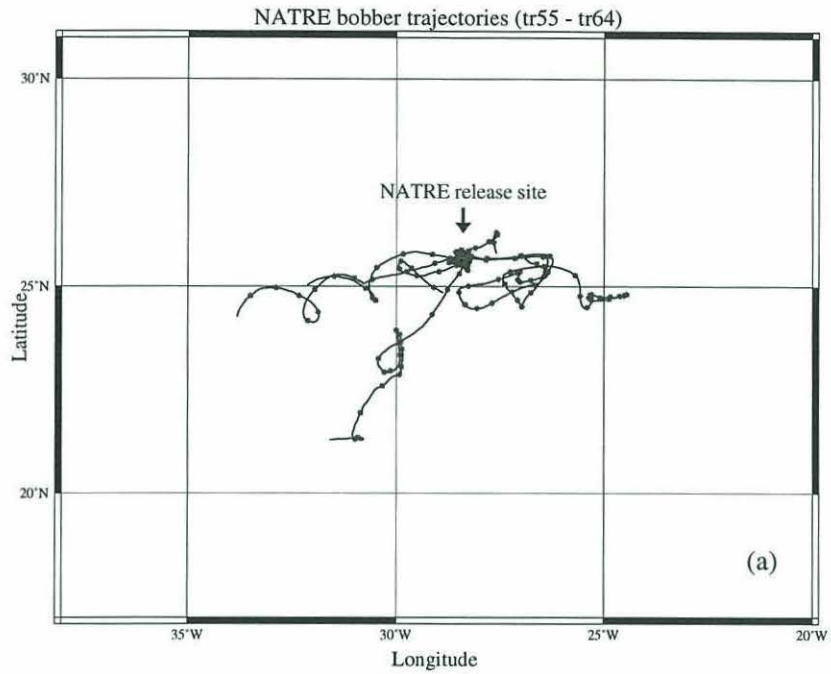 NATRE bobber trajectories (tr55 - tr64)
30°N
NATRE release site
25°N
Latitude
20°N
(a)
35°W 30°W 25°W 20°W
Longitude